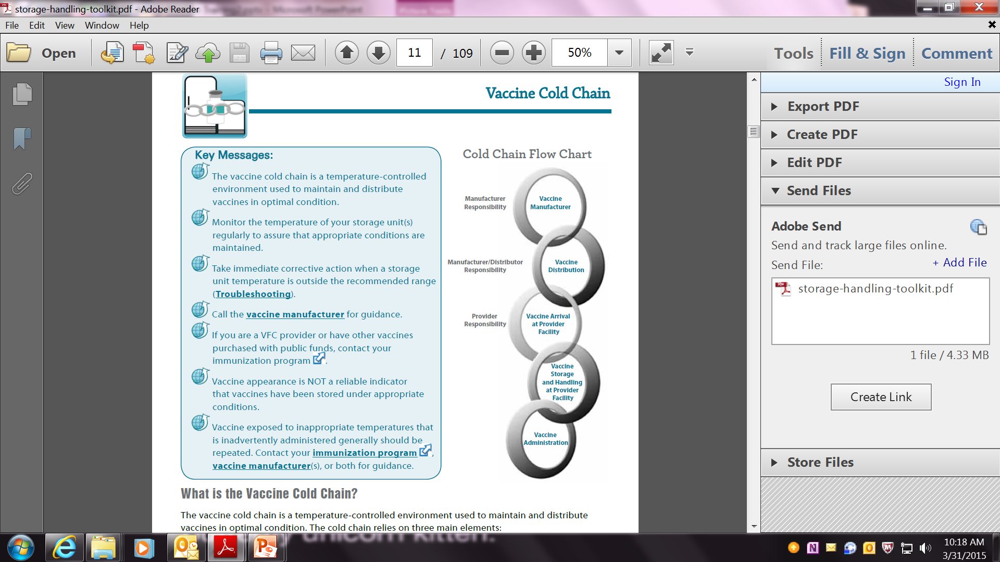 storage-handling-toolkit.pdf - Adobe Reader
Microsoft PowerPoint
Picture Tools
File Edit View Window Help
Open 11 / 109 50% Tools Fill & Sign Comment
Sign In
Vaccine Cold Chain
Key Messages:
The vaccine cold chain is a temperature-controlled
environment used to maintain and distribute
vaccines in optimal condition.
Monitor the temperature of your storage unit(s)
regularly to assure that appropriate conditions are
maintained.
Take immediate corrective action when a storage
unit temperature is outside the recommended range
(Troubleshooting).
Call the vaccine manufacturer for guidance.
If you are a VFC provider or have other vaccines
purchased with public funds, contact your
immunization program .
Vaccine appearance is NOT a reliable indicator
that vaccines have been stored under appropriate
conditions.
Vaccine exposed to inappropriate temperatures that
is inadvertently administered generally should be
repeated. Contact your immunization program ,
vaccine manufacturer(s), or both for guidance.
Cold Chain Flow Chart
Manufacturer
Responsibility
Vaccine
Manufacturer
Manufacturer/Distributor
Responsibility
Vaccine
Distribution
Provider
Responsibility
Vaccine Arrival
at Provider
Facility
Vaccine
Storage
and Handling
at Provider
Facility
Vaccine
Administration
What is the Vaccine Cold Chain?
The vaccine cold chain is a temperature-controlled environment used to maintain and distribute
vaccines in optimal condition. The cold chain relies on three main elements:
Export PDF
Create PDF
Edit PDF
Send Files
Adobe Send
Send and track large files online.
Send File:
+ Add File
storage-handling-toolkit.pdf
1 file / 4.33 MB
Create Link
Store Files
unicorn kitten.
10:18 AM
3/31/2015